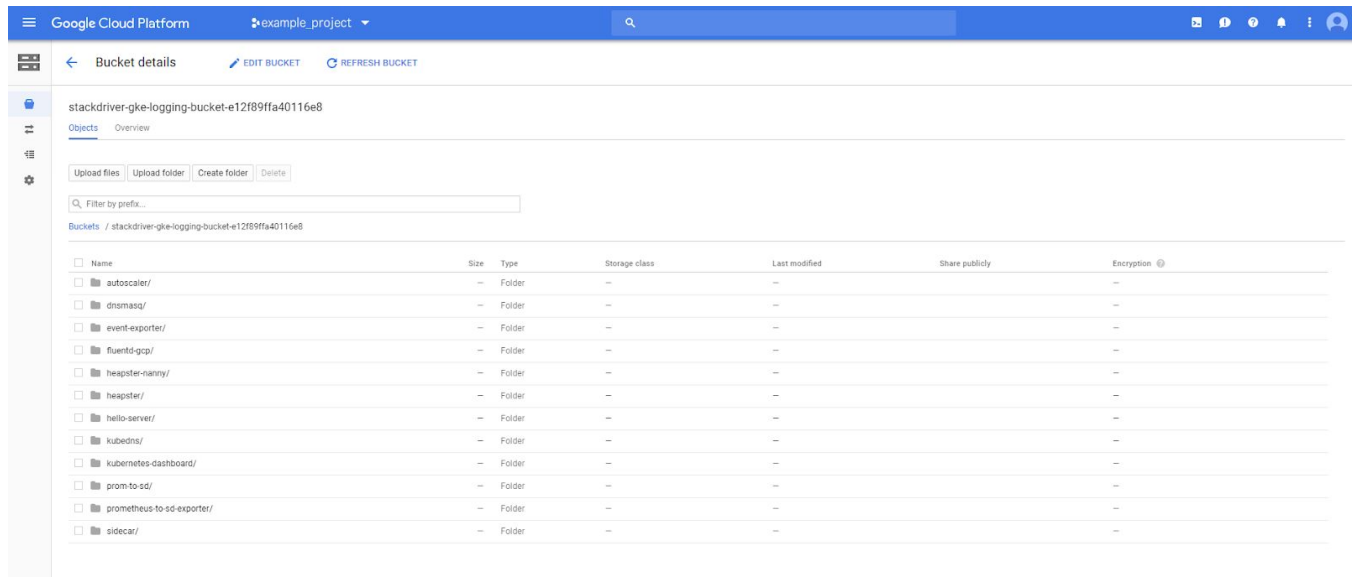 Google Cloud Platform example_project
Bucket details EDIT BUCKET REFRESH BUCKET
stackdriver-gke-logging-bucket-e12f89ffa40116e8
Objects Overview
Upload files Upload folder Create folder Delete
Filter by prefix...
Buckets / stackdriver-gke-logging-bucket-e12f89ffa40116e8
Name Size Type Storage class Last modified Share publicly Encryption
autoscaler/ — Folder — — —
dnsmasq/ — Folder — — —
event-exporter/ — Folder — — —
fluentd-gcp/ — Folder — — —
heapster-nanny/ — Folder — — —
heapster/ — Folder — — —
hello-server/ — Folder — — —
kubedns/ — Folder — — —
kubernetes-dashboard/ — Folder — — —
prom-to-sd/ — Folder — — —
prometheus-to-sd-exporter/ — Folder — — —
sidecar/ — Folder — — —